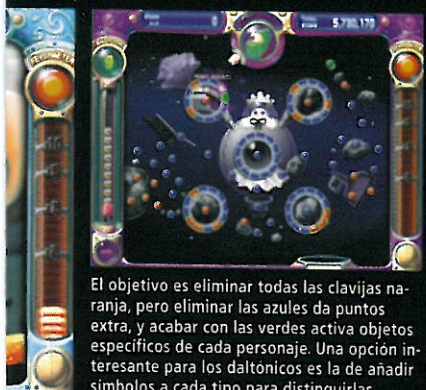 FEVERMETER
5,730,170
El objetivo es eliminar todas las clavijas na-
ranja, pero eliminar las azules da puntos
extra, y acabar con las verdes activa objetos
específicos de cada personaje. Una opción in-
teresante para los daltónicos es la de añadir
símbolos a cada tipo para distinguirlas